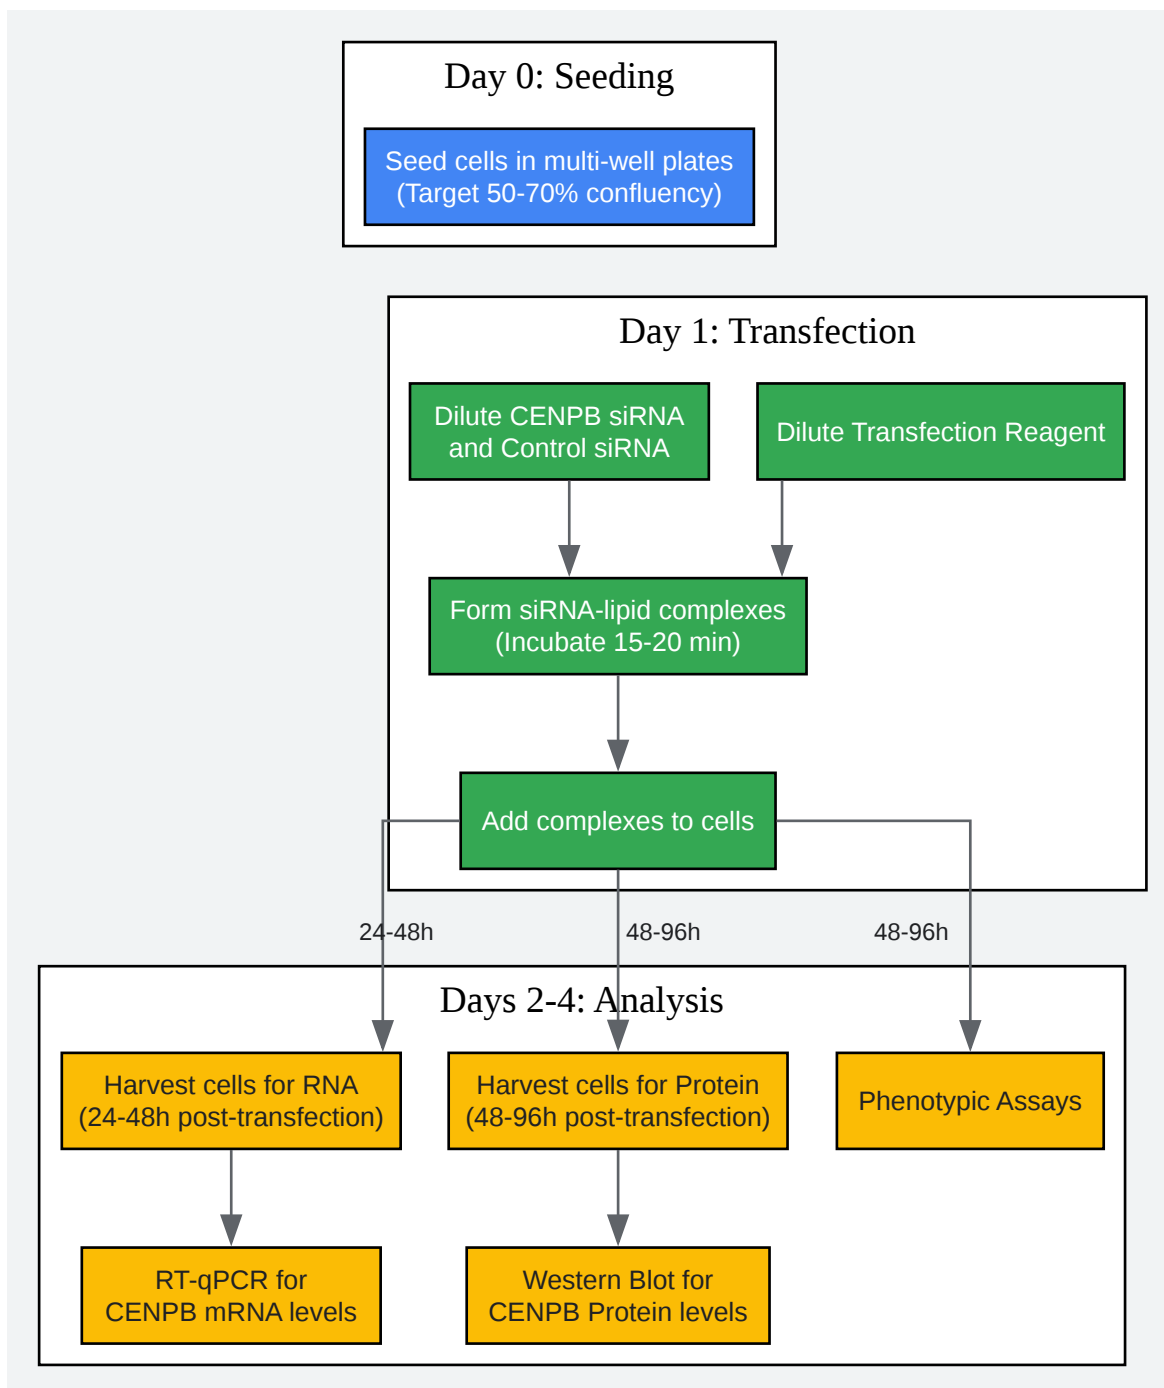 Day 0: Seeding
Seed cells in multi-well plates
(Target 50-70% confluency)
Day 1: Transfection
Dilute CENPB siRNA
and Control siRNA
Dilute Transfection Reagent
Form siRNA-lipid complexes
(Incubate 15-20 min)
Add complexes to cells
24-48h
48-96h
48-96h
Days 2-4: Analysis
Harvest cells for RNA
(24-48h post-transfection)
Harvest cells for Protein
(48-96h post-transfection)
Phenotypic Assays
RT-qPCR for
CENPB mRNA levels
Western Blot for
CENPB Protein levels